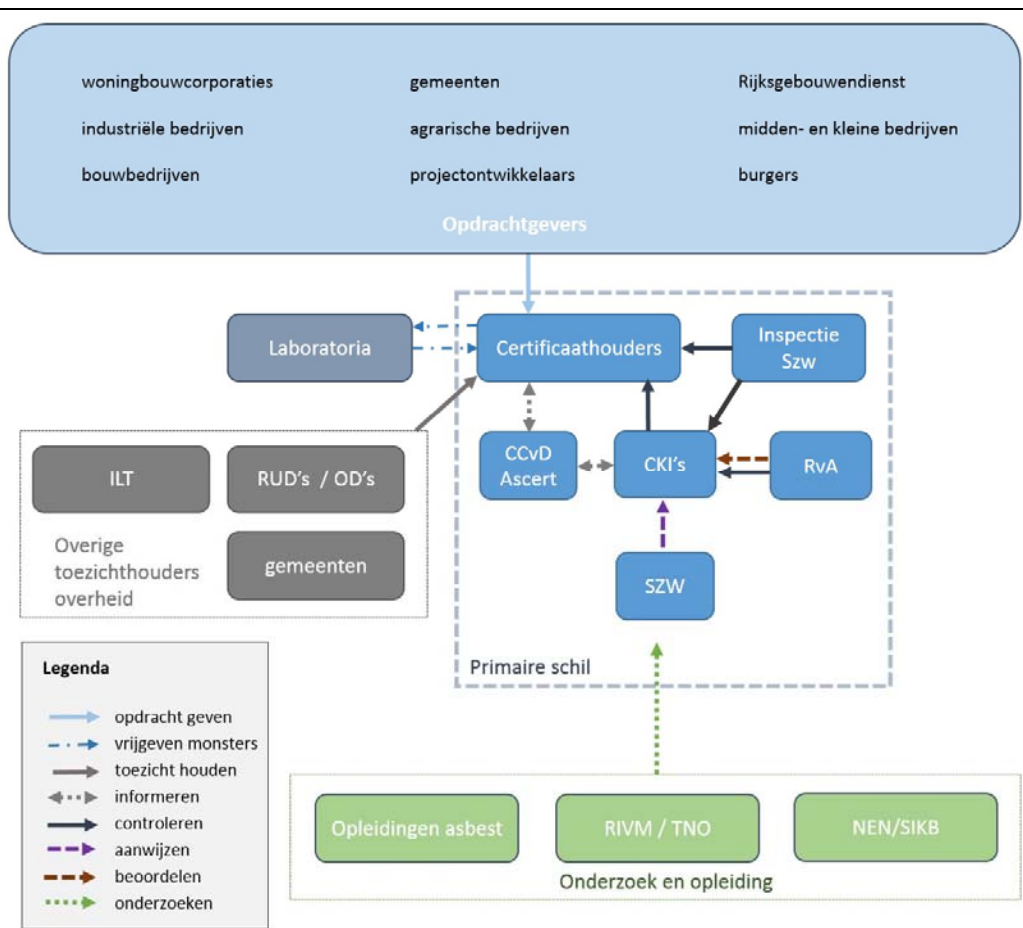 woningbouwcorporaties
gemeenten
Rijksgebouwendienst
industriële bedrijven
agrarische bedrijven
midden- en kleine bedrijven
bouwbedrijven
projectontwikkelaars
burgers
Opdrachtgevers
Laboratoria
Certificaathouders
Inspectie
Szw
CCvD
Ascert
CKI's
RvA
SZW
Primaire schil
ILT
RUD's / OD's
gemeenten
Overige
toezichthouders
overheid
Legenda
opdracht geven
vrijgeven monsters
toezicht houden
informeren
controleren
aanwijzen
beoordelen
onderzoeken
Opleidingen asbest
RIVM / TNO
NEN/SIKB
Onderzoek en opleiding